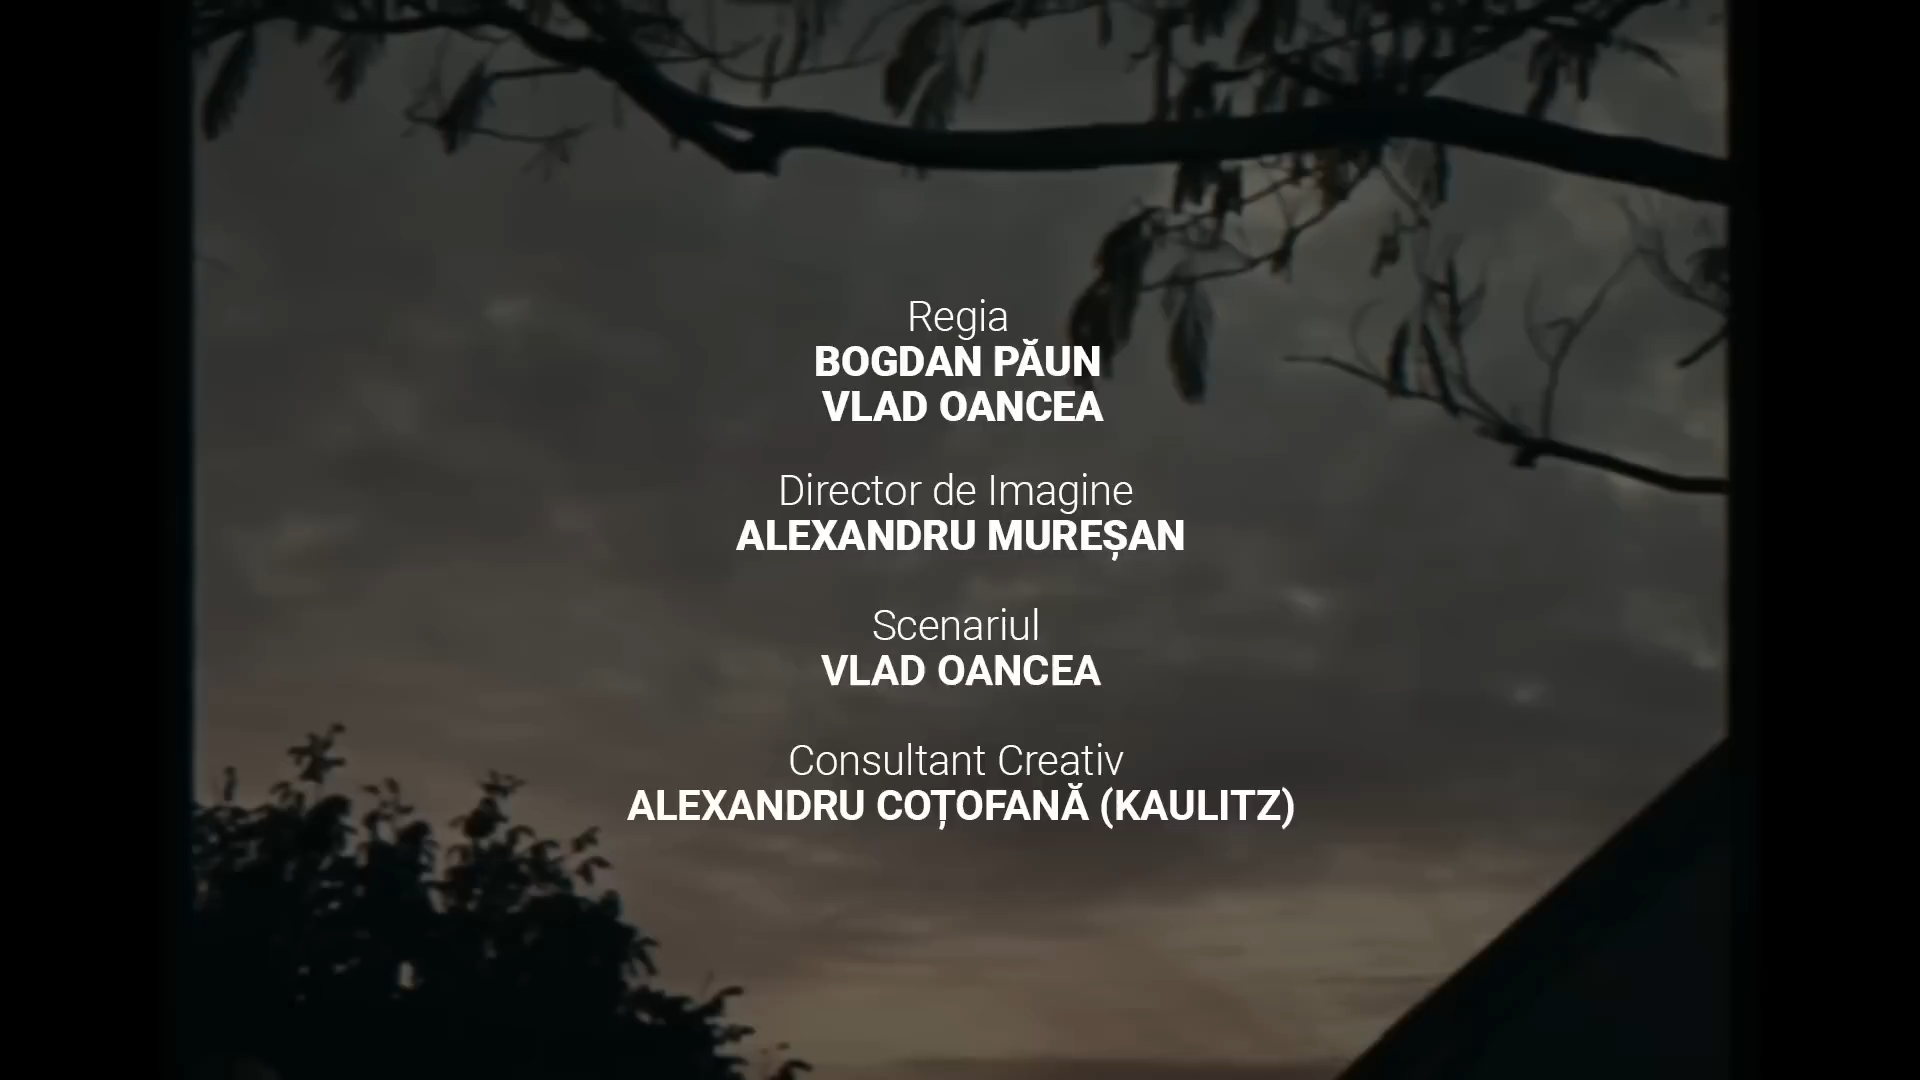 Regia
BOGDAN PĂUN
VLAD OANCEA
Director de Imagine
ALEXANDRU MUREȘAN
Scenariul
VLAD OANCEA
Consultant Creativ
ALEXANDRU COȚOFANĂ (KAULITZ)